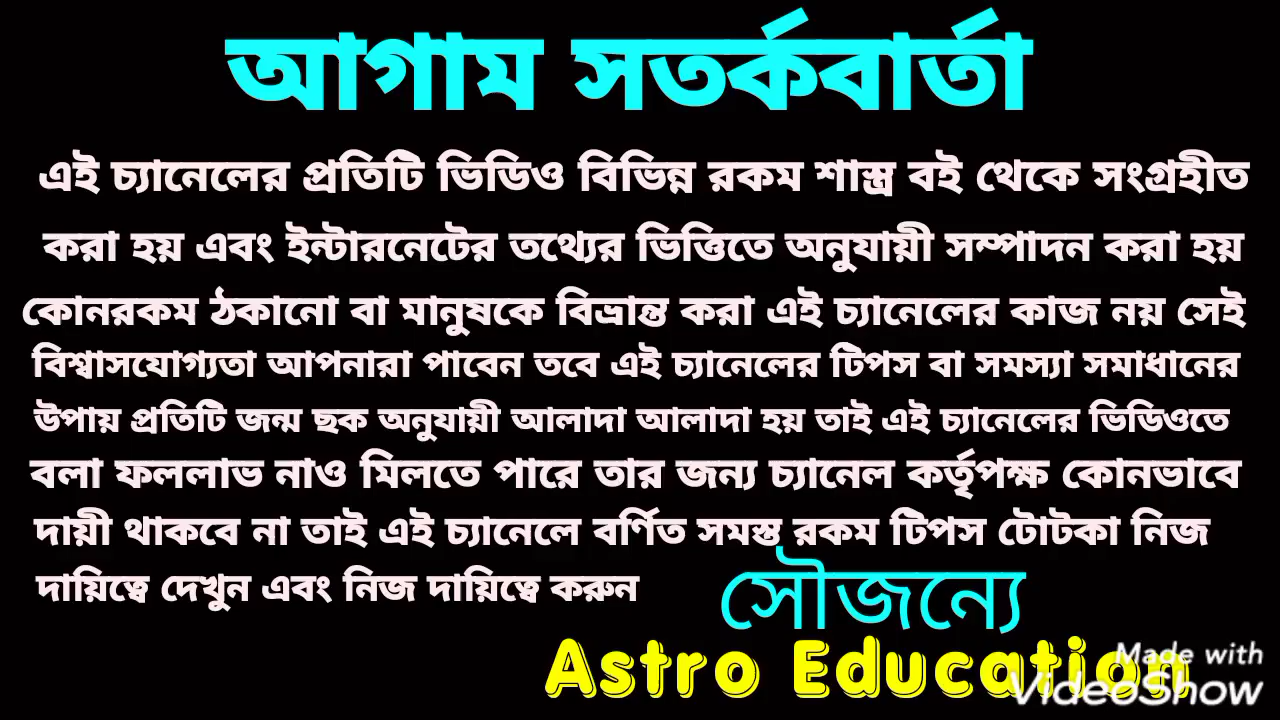 আগাম সতর্কবার্তা
এই চ্যানেলের প্রতিটি ভিডিও বিভিন্ন রকম শাস্ত্র বই থেকে সংগ্রহীত
করা হয় এবং ইন্টারনেটের তথ্যের ভিত্তিতে অনুযায়ী সম্পাদন করা হয়
কোনরকম ঠকানো বা মানুষকে বিভ্রান্ত করা এই চ্যানেলের কাজ নয় সেই
বিশ্বাসযোগ্যতা আপনারা পাবেন তবে এই চ্যানেলের টিপস বা সমস্যা সমাধানের
উপায় প্রতিটি জন্ম ছক অনুযায়ী আলাদা আলাদা হয় তাই এই চ্যানেলের ভিডিওতে
বলা ফললাভ নাও মিলতে পারে তার জন্য চ্যানেল কর্তৃপক্ষ কোনভাবে
দায়ী থাকবে না তাই এই চ্যানেলে বর্ণিত সমস্ত রকম টিপস টোটকা নিজ
দায়িত্বে দেখুন এবং নিজ দায়িত্বে করুন
সৌজন্যে
Astro Education
Made with
VideoShow